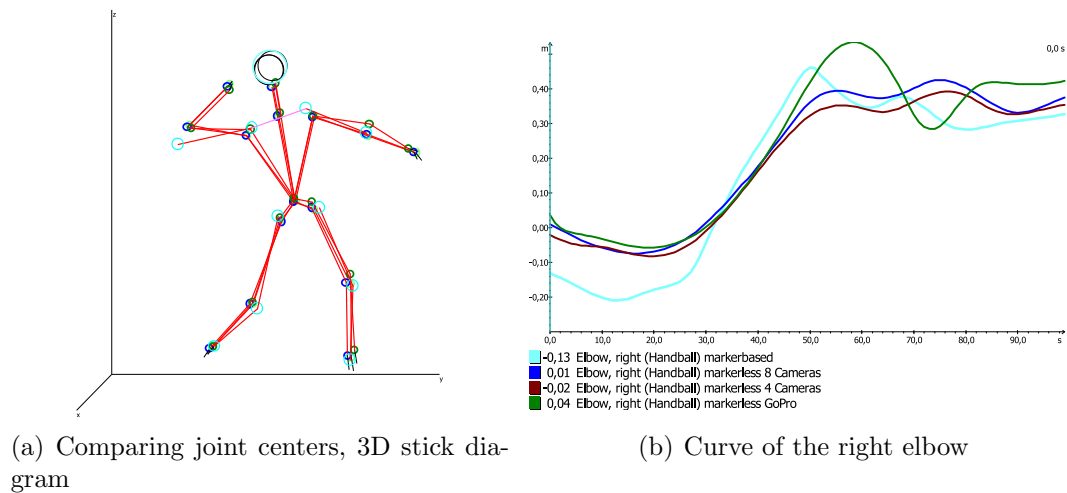 z
y
x
m
0,0 s
0,40
0,30
0,20
0,10
0,00
-0,10
-0,20
0,0 10,0 20,0 30,0 40,0 50,0 60,0 70,0 80,0 90,0 s
-0,13 Elbow, right (Handball) markerbased
0,01 Elbow, right (Handball) markerless 8 Cameras
-0,02 Elbow, right (Handball) markerless 4 Cameras
0,04 Elbow, right (Handball) markerless GoPro
(a) Comparing joint centers, 3D stick dia-
gram
(b) Curve of the right elbow